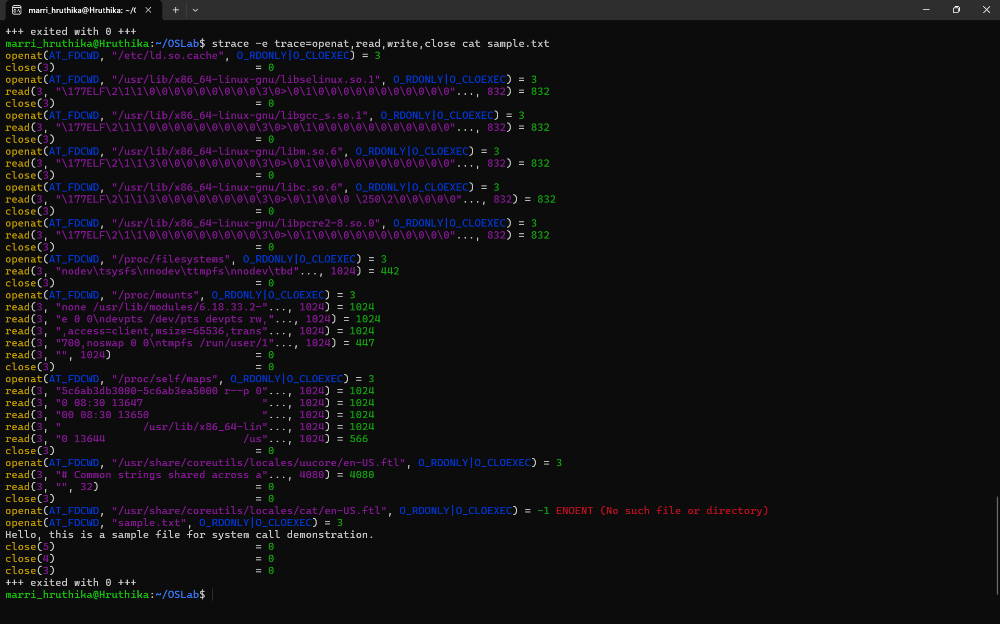 marri_hruthika@Hruthika: ~/(
+++ exited with 0 +++
marri_hruthika@Hruthika:~/OSLab$ strace -e trace=openat,read,write,close cat sample.txt
openat(AT_FDCWD, "/etc/ld.so.cache", O_RDONLY|O_CLOEXEC) = 3
close(3)                                = 0
openat(AT_FDCWD, "/usr/lib/x86_64-linux-gnu/libselinux.so.1", O_RDONLY|O_CLOEXEC) = 3
read(3, "\177ELF\2\1\1\0\0\0\0\0\0\0\0\0\3\0>\0\1\0\0\0\0\0\0\0\0\0\0\0"..., 832) = 832
close(3)                                = 0
openat(AT_FDCWD, "/usr/lib/x86_64-linux-gnu/libgcc_s.so.1", O_RDONLY|O_CLOEXEC) = 3
read(3, "\177ELF\2\1\1\0\0\0\0\0\0\0\0\0\3\0>\0\1\0\0\0\0\0\0\0\0\0\0\0"..., 832) = 832
close(3)                                = 0
openat(AT_FDCWD, "/usr/lib/x86_64-linux-gnu/libm.so.6", O_RDONLY|O_CLOEXEC) = 3
read(3, "\177ELF\2\1\1\3\0\0\0\0\0\0\0\0\3\0>\0\1\0\0\0\0\0\0\0\0\0\0\0"..., 832) = 832
close(3)                                = 0
openat(AT_FDCWD, "/usr/lib/x86_64-linux-gnu/libc.so.6", O_RDONLY|O_CLOEXEC) = 3
read(3, "\177ELF\2\1\1\3\0\0\0\0\0\0\0\0\3\0>\0\1\0\0\0 \250\2\0\0\0\0\0"..., 832) = 832
close(3)                                = 0
openat(AT_FDCWD, "/usr/lib/x86_64-linux-gnu/libpcre2-8.so.0", O_RDONLY|O_CLOEXEC) = 3
read(3, "\177ELF\2\1\1\0\0\0\0\0\0\0\0\0\3\0>\0\1\0\0\0\0\0\0\0\0\0\0\0"..., 832) = 832
close(3)                                = 0
openat(AT_FDCWD, "/proc/filesystems", O_RDONLY|O_CLOEXEC) = 3
read(3, "nodev\tsysfs\nnodev\ttmpfs\nnodev\tbd"..., 1024) = 442
close(3)                                = 0
openat(AT_FDCWD, "/proc/mounts", O_RDONLY|O_CLOEXEC) = 3
read(3, "none /usr/lib/modules/6.18.33.2-"..., 1024) = 1024
read(3, "e 0 0\ndevpts /dev/pts devpts rw,"..., 1024) = 1024
read(3, ",access=client,msize=65536,trans"..., 1024) = 1024
read(3, "700,noswap 0 0\ntmpfs /run/user/1"..., 1024) = 447
read(3, "", 1024)                       = 0
close(3)                                = 0
openat(AT_FDCWD, "/proc/self/maps", O_RDONLY|O_CLOEXEC) = 3
read(3, "5c6ab3db3000-5c6ab3ea5000 r--p 0"..., 1024) = 1024
read(3, "0 08:30 13647                   "..., 1024) = 1024
read(3, "00 08:30 13650                  "..., 1024) = 1024
read(3, "             /usr/lib/x86_64-lin"..., 1024) = 1024
read(3, "0 13644                      /us"..., 1024) = 566
close(3)                                = 0
openat(AT_FDCWD, "/usr/share/coreutils/locales/uucore/en-US.ftl", O_RDONLY|O_CLOEXEC) = 3
read(3, "# Common strings shared across a"..., 4080) = 4080
read(3, "", 32)                         = 0
close(3)                                = 0
openat(AT_FDCWD, "/usr/share/coreutils/locales/cat/en-US.ftl", O_RDONLY|O_CLOEXEC) = -1 ENOENT (No such file or directory)
openat(AT_FDCWD, "sample.txt", O_RDONLY|O_CLOEXEC) = 3
Hello, this is a sample file for system call demonstration.
close(5)                                = 0
close(4)                                = 0
close(3)                                = 0
+++ exited with 0 +++
marri_hruthika@Hruthika:~/OSLab$